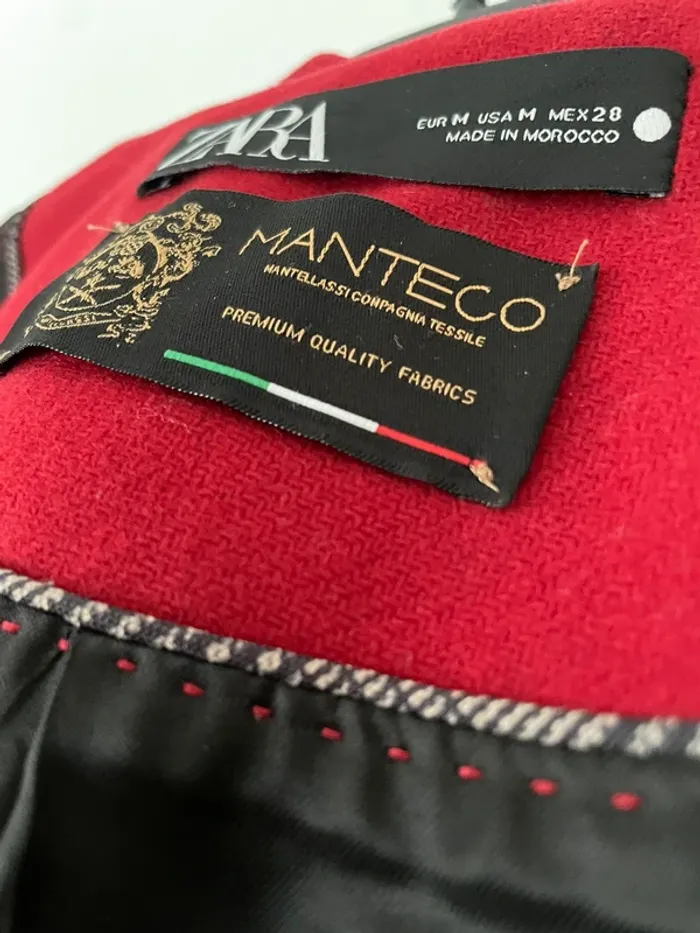 ZARA
EUR M USA M MEX 28
MADE IN MOROCCO
MANTECO
MANTELLASSI COMPAGNIA TESSILE
PREMIUM QUALITY FABRICS